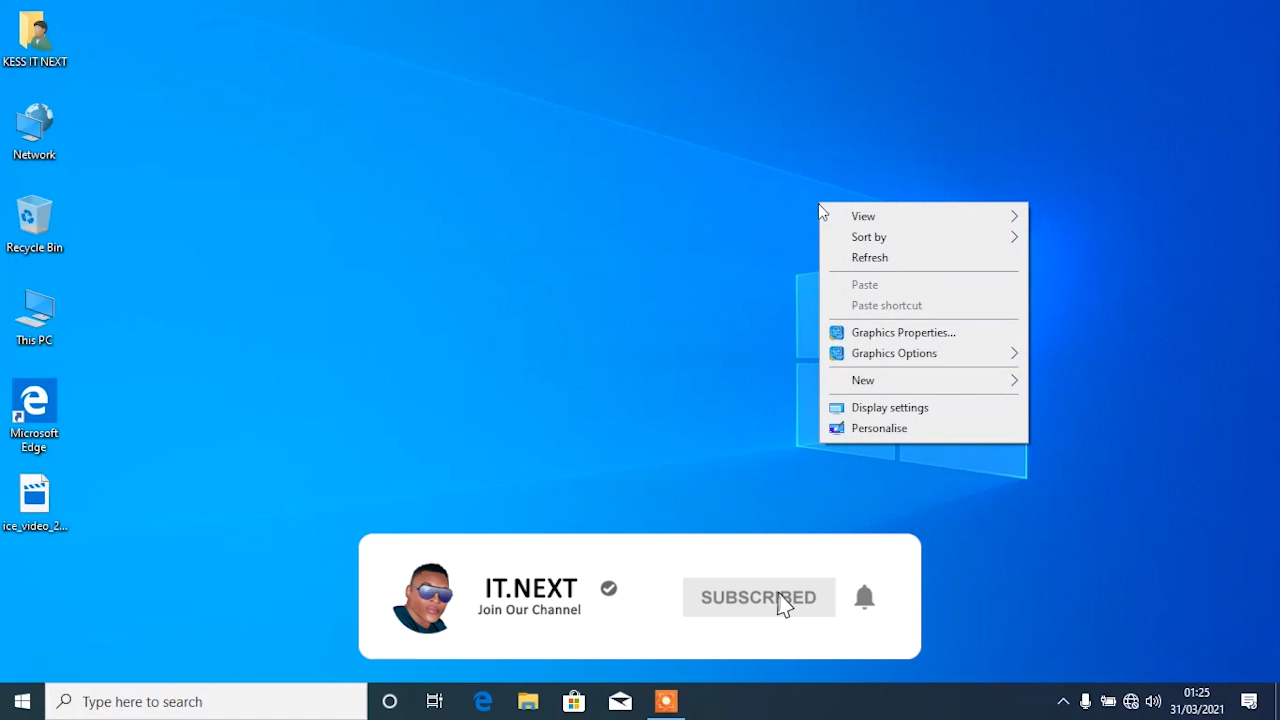 KESS IT NEXT
Network
Recycle Bin
This PC
Microsoft
Edge
ice_video_2...
View
Sort by
Refresh
Paste
Paste shortcut
Graphics Properties...
Graphics Options
New
Display settings
Personalise
IT.NEXT
Join Our Channel
SUBSCRIBED
Type here to search
01:25
31/03/2021